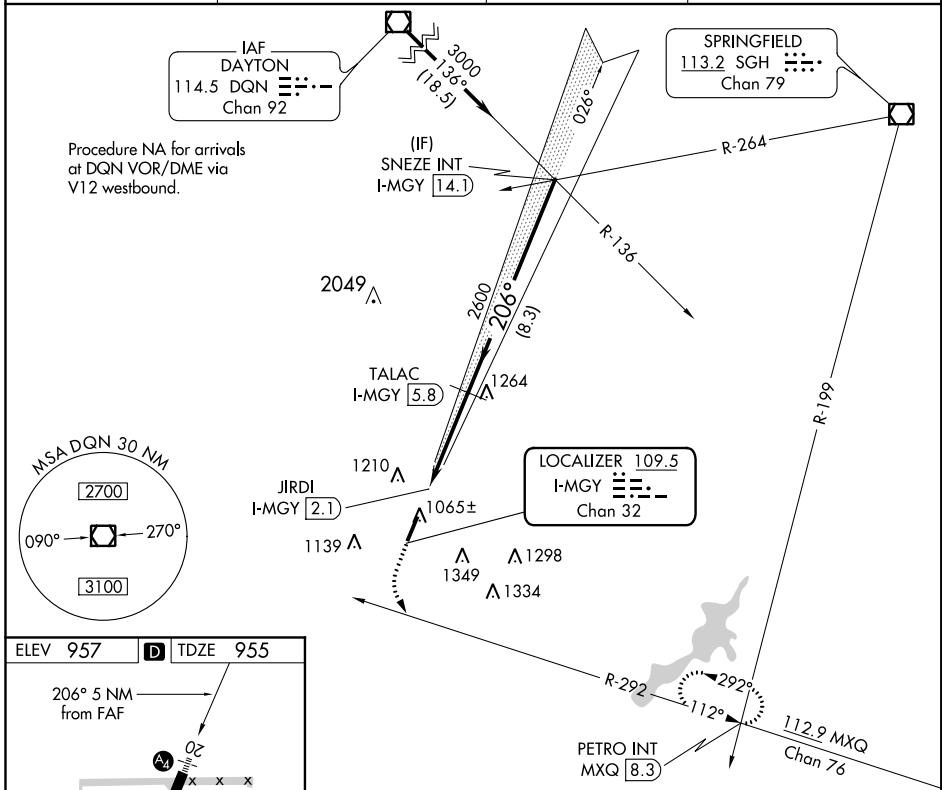 IAF
DAYTON
114.5 DQN
Chan 92
3000
136°
(18.5)
026°
SPRINGFIELD
113.2 SGH
Chan 79
Procedure NA for arrivals
at DQN VOR/DME via
V12 westbound.
(IF)
SNEZE INT
I-MGY 14.1
R-264
R-136
2049
2600
206°
(8.3)
TALAC
I-MGY 5.8
1264
R-199
MSA DQN 30 NM
2700
090°
270°
3100
1210
JIRDI
I-MGY 2.1
1065±
1139
LOCALIZER 109.5
I-MGY
Chan 32
1349
1298
1334
ELEV 957
D
TDZE 955
206° 5 NM
from FAF
20
A4
X X X
R-292
292°
112°
PETRO INT
MXQ 8.3
112.9 MXQ
Chan 76